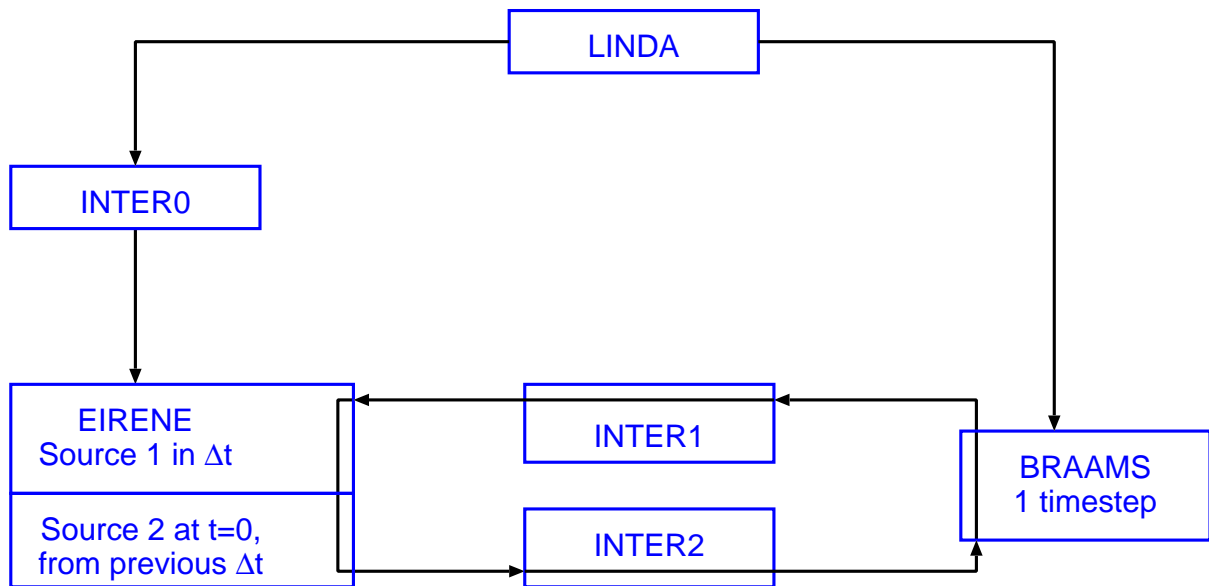 LINDA
INTER0
EIRENE
Source 1 in Δt
Source 2 at t=0,
from previous Δt
INTER1
INTER2
BRAAMS
1 timestep